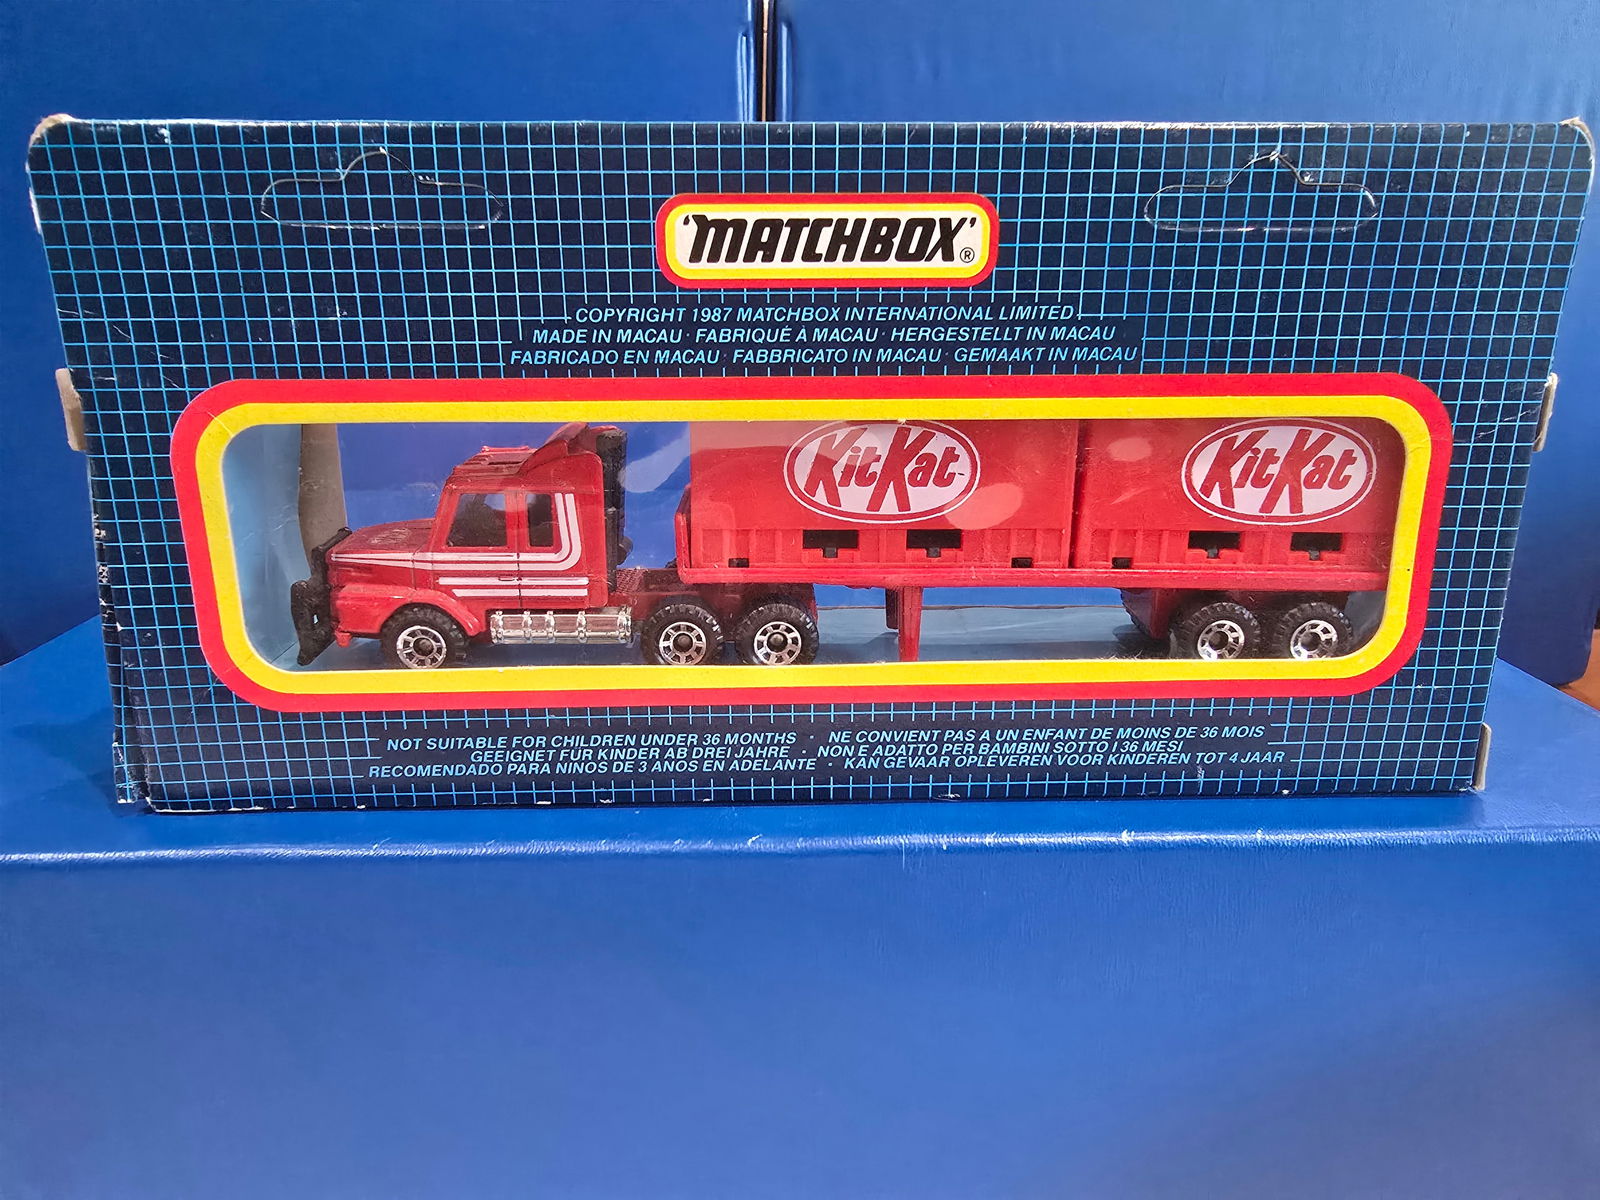 'MATCHBOX'®
COPYRIGHT 1987 MATCHBOX INTERNATIONAL LIMITED
MADE IN MACAU · FABRIQUÉ À MACAU · HERGESTELLT IN MACAU
FABRICADO EN MACAU · FABBRICATO IN MACAU · GEMAAKT IN MACAU
KitKat KitKat
NOT SUITABLE FOR CHILDREN UNDER 36 MONTHS · NE CONVIENT PAS A UN ENFANT DE MOINS DE 36 MOIS
GEEIGNET FÜR KINDER AB DREI JAHRE · NON E ADATTO PER BAMBINI SOTTO I 36 MESI
RECOMENDADO PARA NINOS DE 3 ANOS EN ADELANTE · KAN GEVAAR OPLEVEREN VOOR KINDEREN TOT 4 JAAR